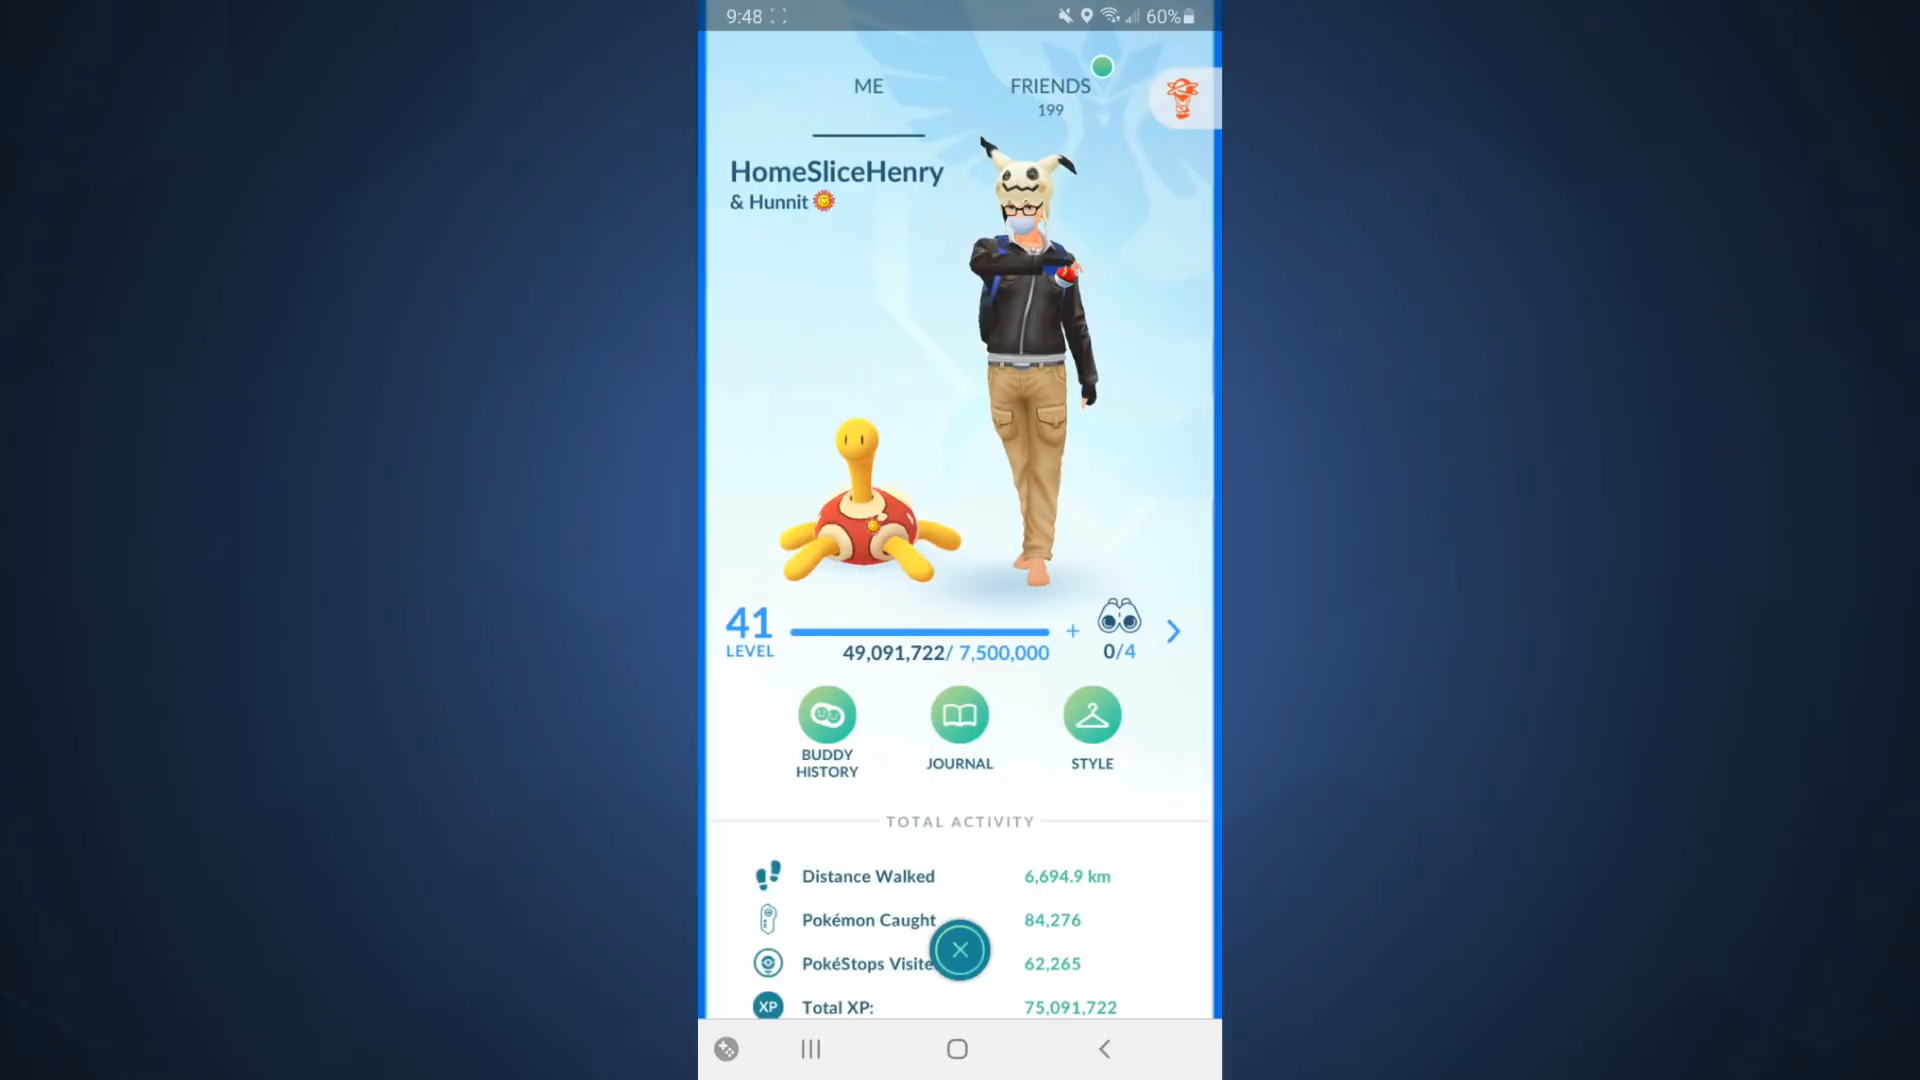 9:48
60%
ME
FRIENDS
199
HomeSliceHenry
& Hunnit
41
LEVEL
49,091,722/ 7,500,000
+
0/4
BUDDY
HISTORY
JOURNAL
STYLE
TOTAL ACTIVITY
Distance Walked 6,694.9 km
Pokémon Caught 84,276
PokéStops Visite 62,265
XP Total XP: 75,091,722